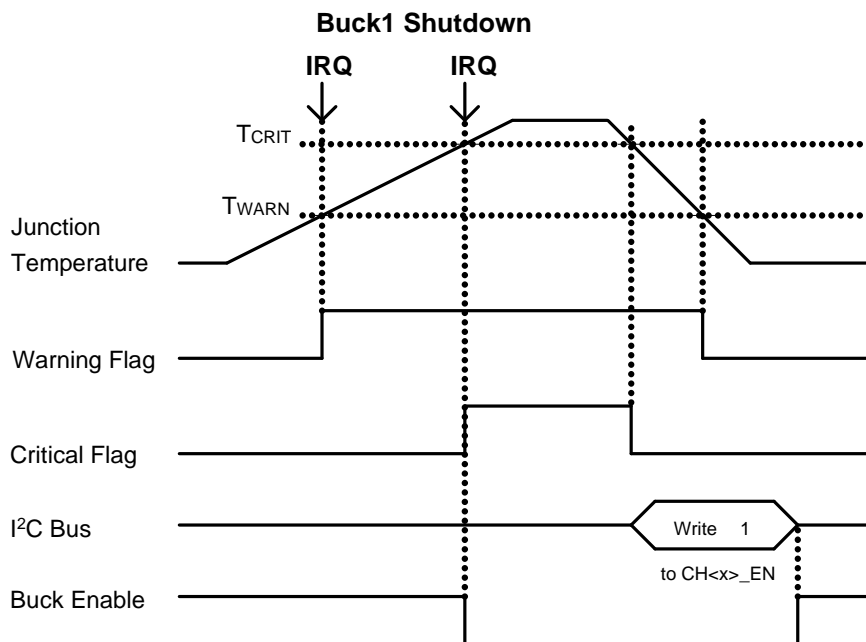 Buck1 Shutdown
IRQ IRQ
TCRIT
TWARN
Junction
Temperature
Warning Flag
Critical Flag
I²C Bus
Write 1
to CH<x>_EN
Buck Enable